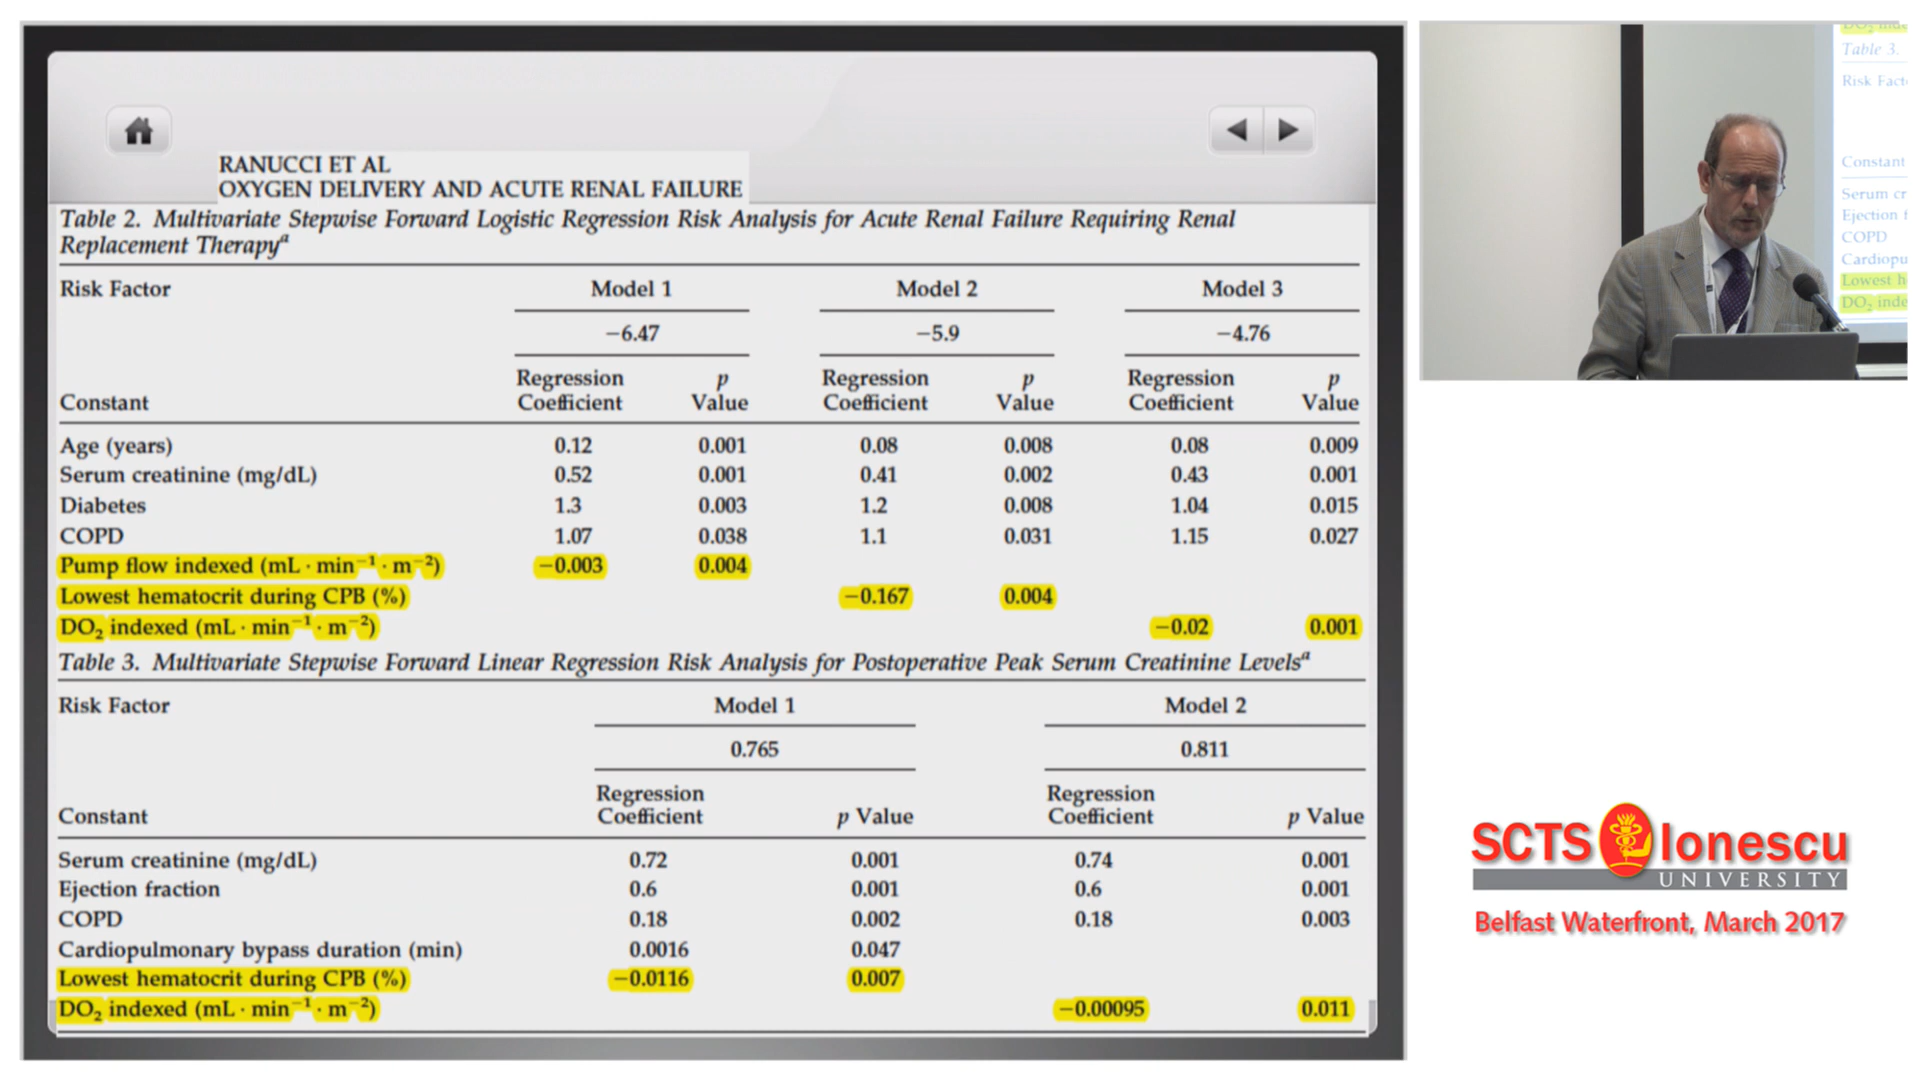 RANUCCI ET AL
OXYGEN DELIVERY AND ACUTE RENAL FAILURE
Table 2. Multivariate Stepwise Forward Logistic Regression Risk Analysis for Acute Renal Failure Requiring Renal
Replacement Therapyᵃ
Risk Factor Model 1 Model 2 Model 3
−6.47 −5.9 −4.76
Regression p Regression p Regression p
Constant Coefficient Value Coefficient Value Coefficient Value
Age (years) 0.12 0.001 0.08 0.008 0.08 0.009
Serum creatinine (mg/dL) 0.52 0.001 0.41 0.002 0.43 0.001
Diabetes 1.3 0.003 1.2 0.008 1.04 0.015
COPD 1.07 0.038 1.1 0.031 1.15 0.027
Pump flow indexed (mL · min⁻¹ · m⁻²) −0.003 0.004
Lowest hematocrit during CPB (%) −0.167 0.004
DO₂ indexed (mL · min⁻¹ · m⁻²) −0.02 0.001
Table 3. Multivariate Stepwise Forward Linear Regression Risk Analysis for Postoperative Peak Serum Creatinine Levelsᵃ
Risk Factor Model 1 Model 2
0.765 0.811
Regression Regression
Constant Coefficient p Value Coefficient p Value
Serum creatinine (mg/dL) 0.72 0.001 0.74 0.001
Ejection fraction 0.6 0.001 0.6 0.001
COPD 0.18 0.002 0.18 0.003
Cardiopulmonary bypass duration (min) 0.0016 0.047
Lowest hematocrit during CPB (%) −0.0116 0.007
DO₂ indexed (mL · min⁻¹ · m⁻²) −0.00095 0.011
Table 3.
Risk Fact
Constant
Serum cr
Ejection f
COPD
Cardiopu
Lowest h
DO₂ inde
SCTS Ionescu
UNIVERSITY
Belfast Waterfront, March 2017